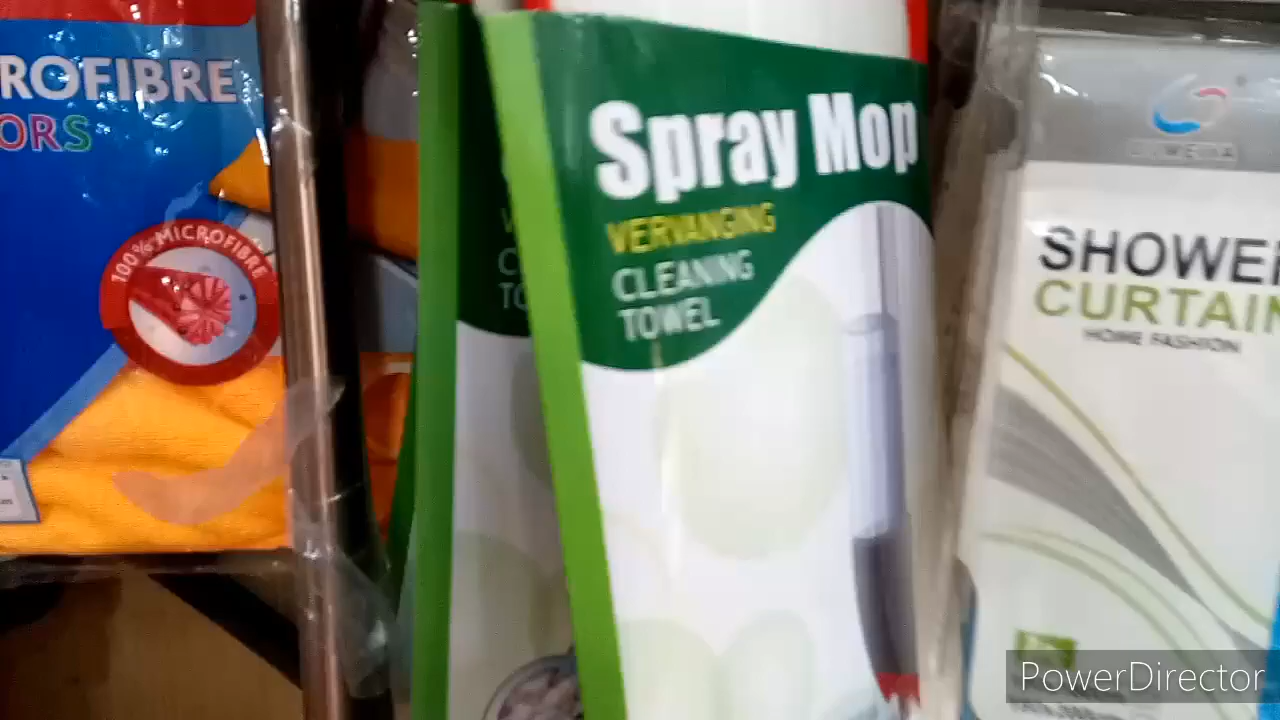 ROFIBRE
ORS
100% MICROFIBRE
Spray Mop
VERVANGING
CLEANING
TOWEL
SHOWER
CURTAIN
HOME FASHION
PowerDirector